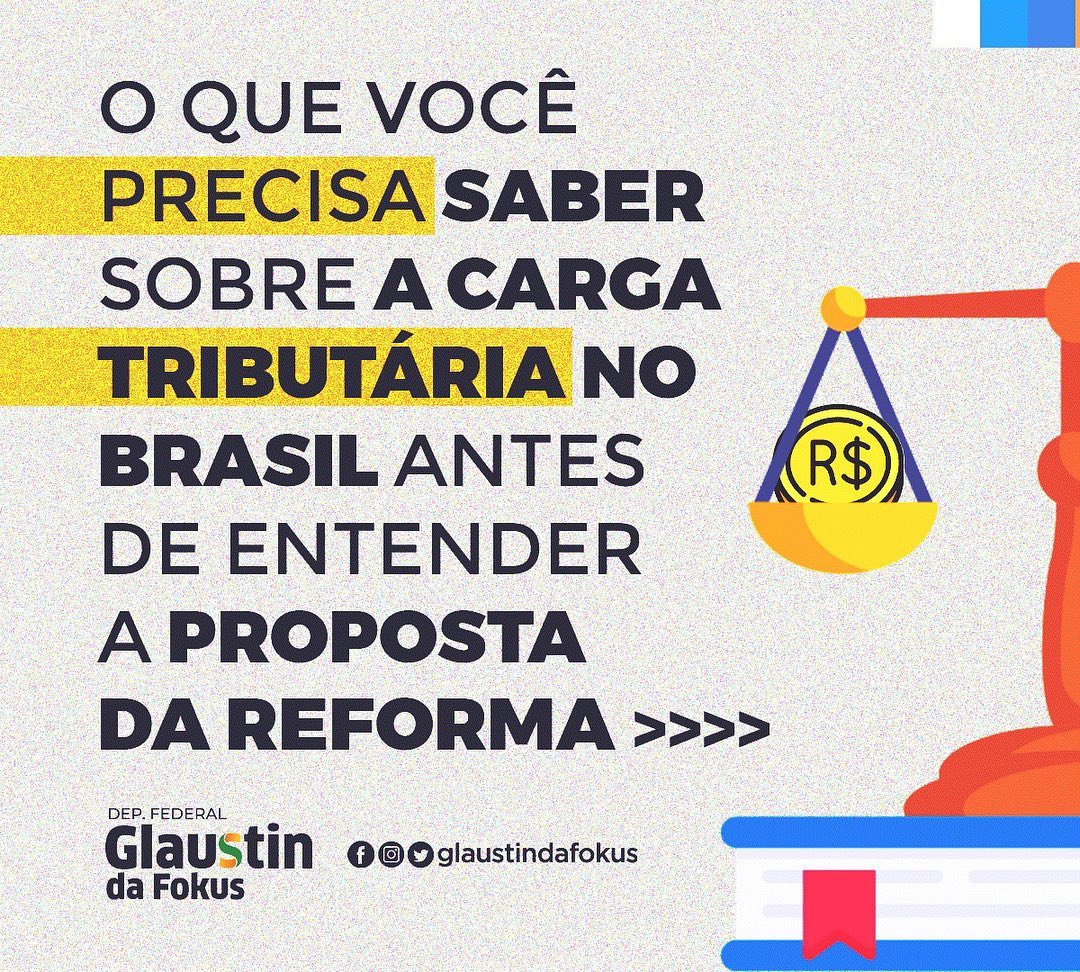 O QUE VOCÊ
PRECISA SABER
SOBRE A CARGA
TRIBUTÁRIA NO
BRASIL ANTES
DE ENTENDER
A PROPOSTA
DA REFORMA >>>>
R$
DEP. FEDERAL
Glaustin
da Fokus
glaustindafokus